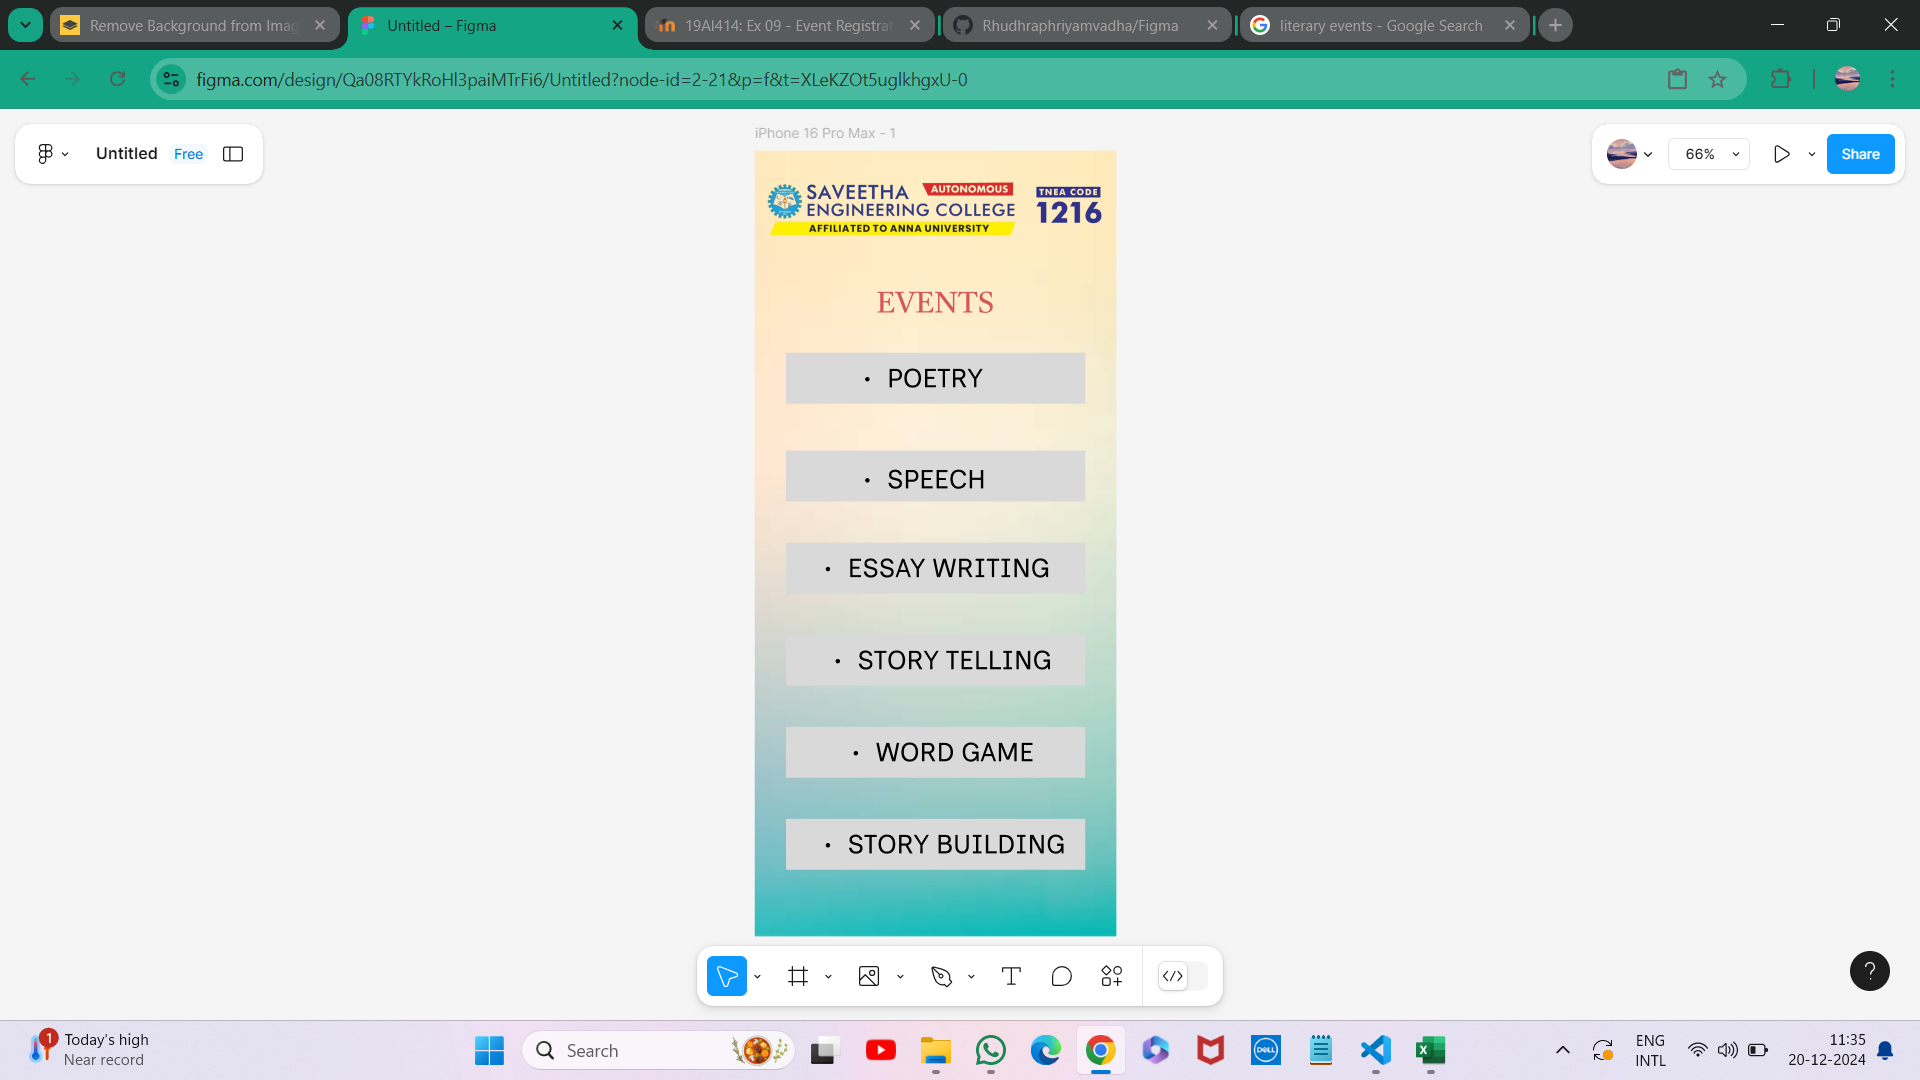 Remove Background from Imag
Untitled – Figma
19AI414: Ex 09 - Event Registrat
Rhudhraphriyamvadha/Figma
literary events - Google Search
figma.com/design/Qa08RTYkRoHl3paiMTrFi6/Untitled?node-id=2-21&p=f&t=XLeKZOt5uglkhgxU-0
Untitled Free
66%
Share
iPhone 16 Pro Max - 1
SAVEETHA AUTONOMOUS
ENGINEERING COLLEGE
AFFILIATED TO ANNA UNIVERSITY
TNEA CODE
1216
EVENTS
• POETRY
• SPEECH
• ESSAY WRITING
• STORY TELLING
• WORD GAME
• STORY BUILDING
?
1
Today's high
Near record
Search
DELL
ENG
INTL
11:35
20-12-2024